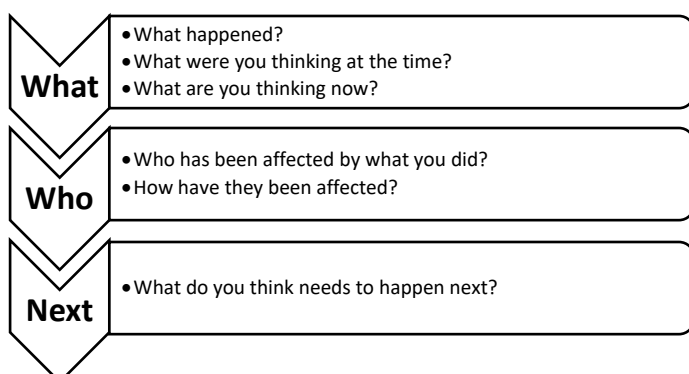 What
•What happened?
•What were you thinking at the time?
•What are you thinking now?
Who
•Who has been affected by what you did?
•How have they been affected?
Next
•What do you think needs to happen next?